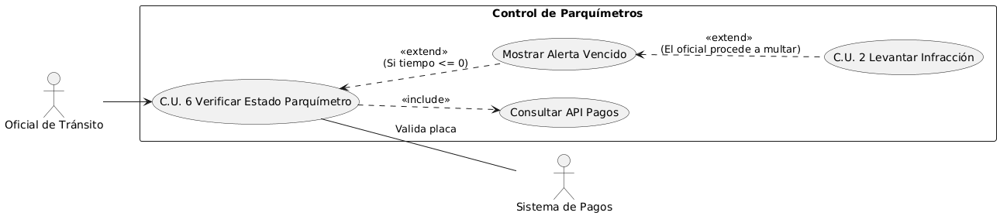 Control de Parquímetros
«extend»
(Si tiempo <= 0)
Mostrar Alerta Vencido
«extend»
(El oficial procede a multar)
C.U. 2 Levantar Infracción
Oficial de Tránsito
C.U. 6 Verificar Estado Parquímetro
«include»
Consultar API Pagos
Valida placa
Sistema de Pagos